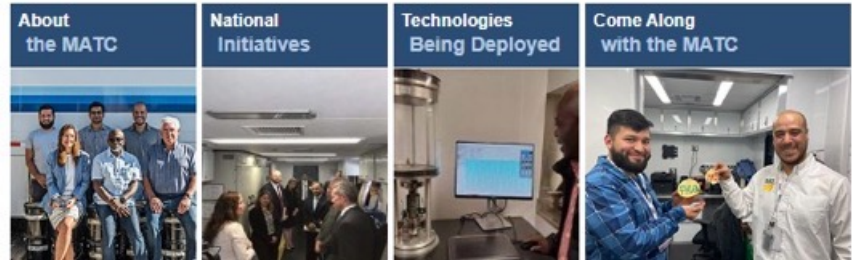 About
the MATC
National
Initiatives
Technologies
Being Deployed
Come Along
with the MATC